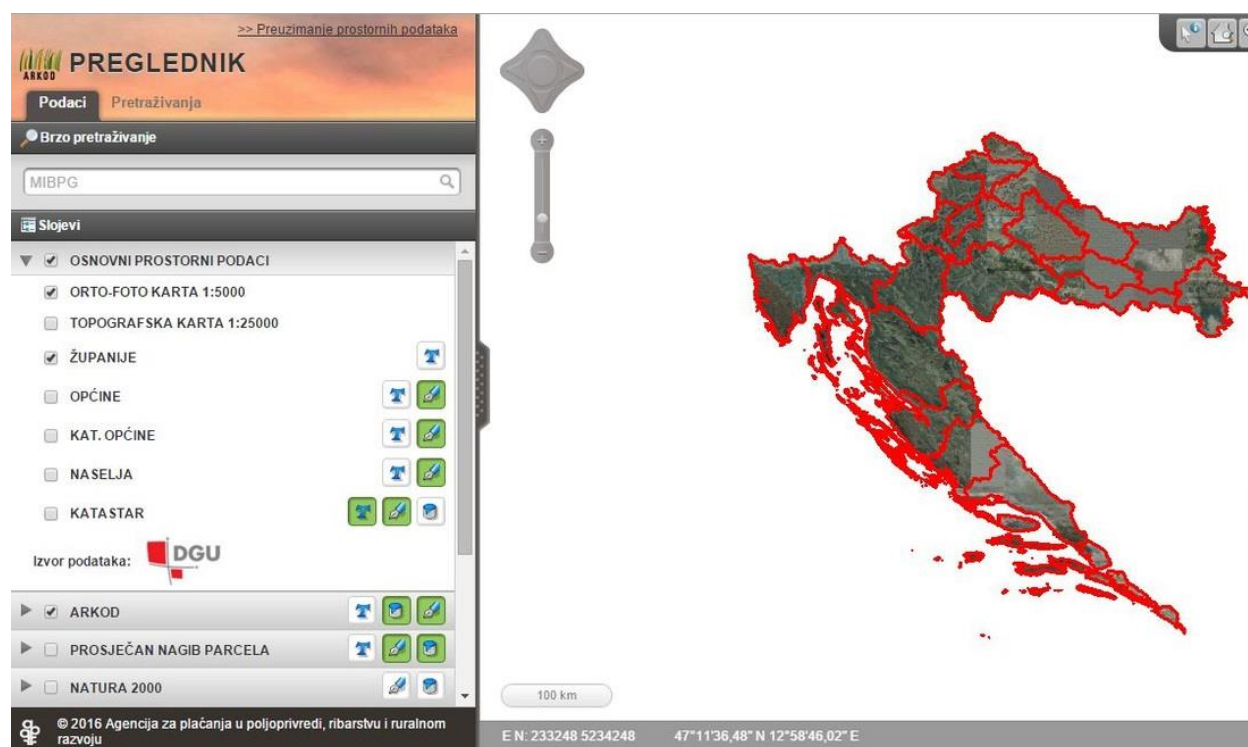 >> Preuzimanje prostornih podataka
ARKOD
PREGLEDNIK
Podaci Pretraživanja
Brzo pretraživanje
MIBPG
Slojevi
OSNOVNI PROSTORNI PODACI
ORTO-FOTO KARTA 1:5000
TOPOGRAFSKA KARTA 1:25000
ŽUPANIJE
OPĆINE
KAT. OPĆINE
NASELJA
KATASTAR
Izvor podataka: DGU
ARKOD
PROSJEČAN NAGIB PARCELA
NATURA 2000
© 2016 Agencija za plaćanja u poljoprivredi, ribarstvu i ruralnom
razvoju
100 km
E N: 233248 5234248 47°11'36,48" N 12°58'46,02" E